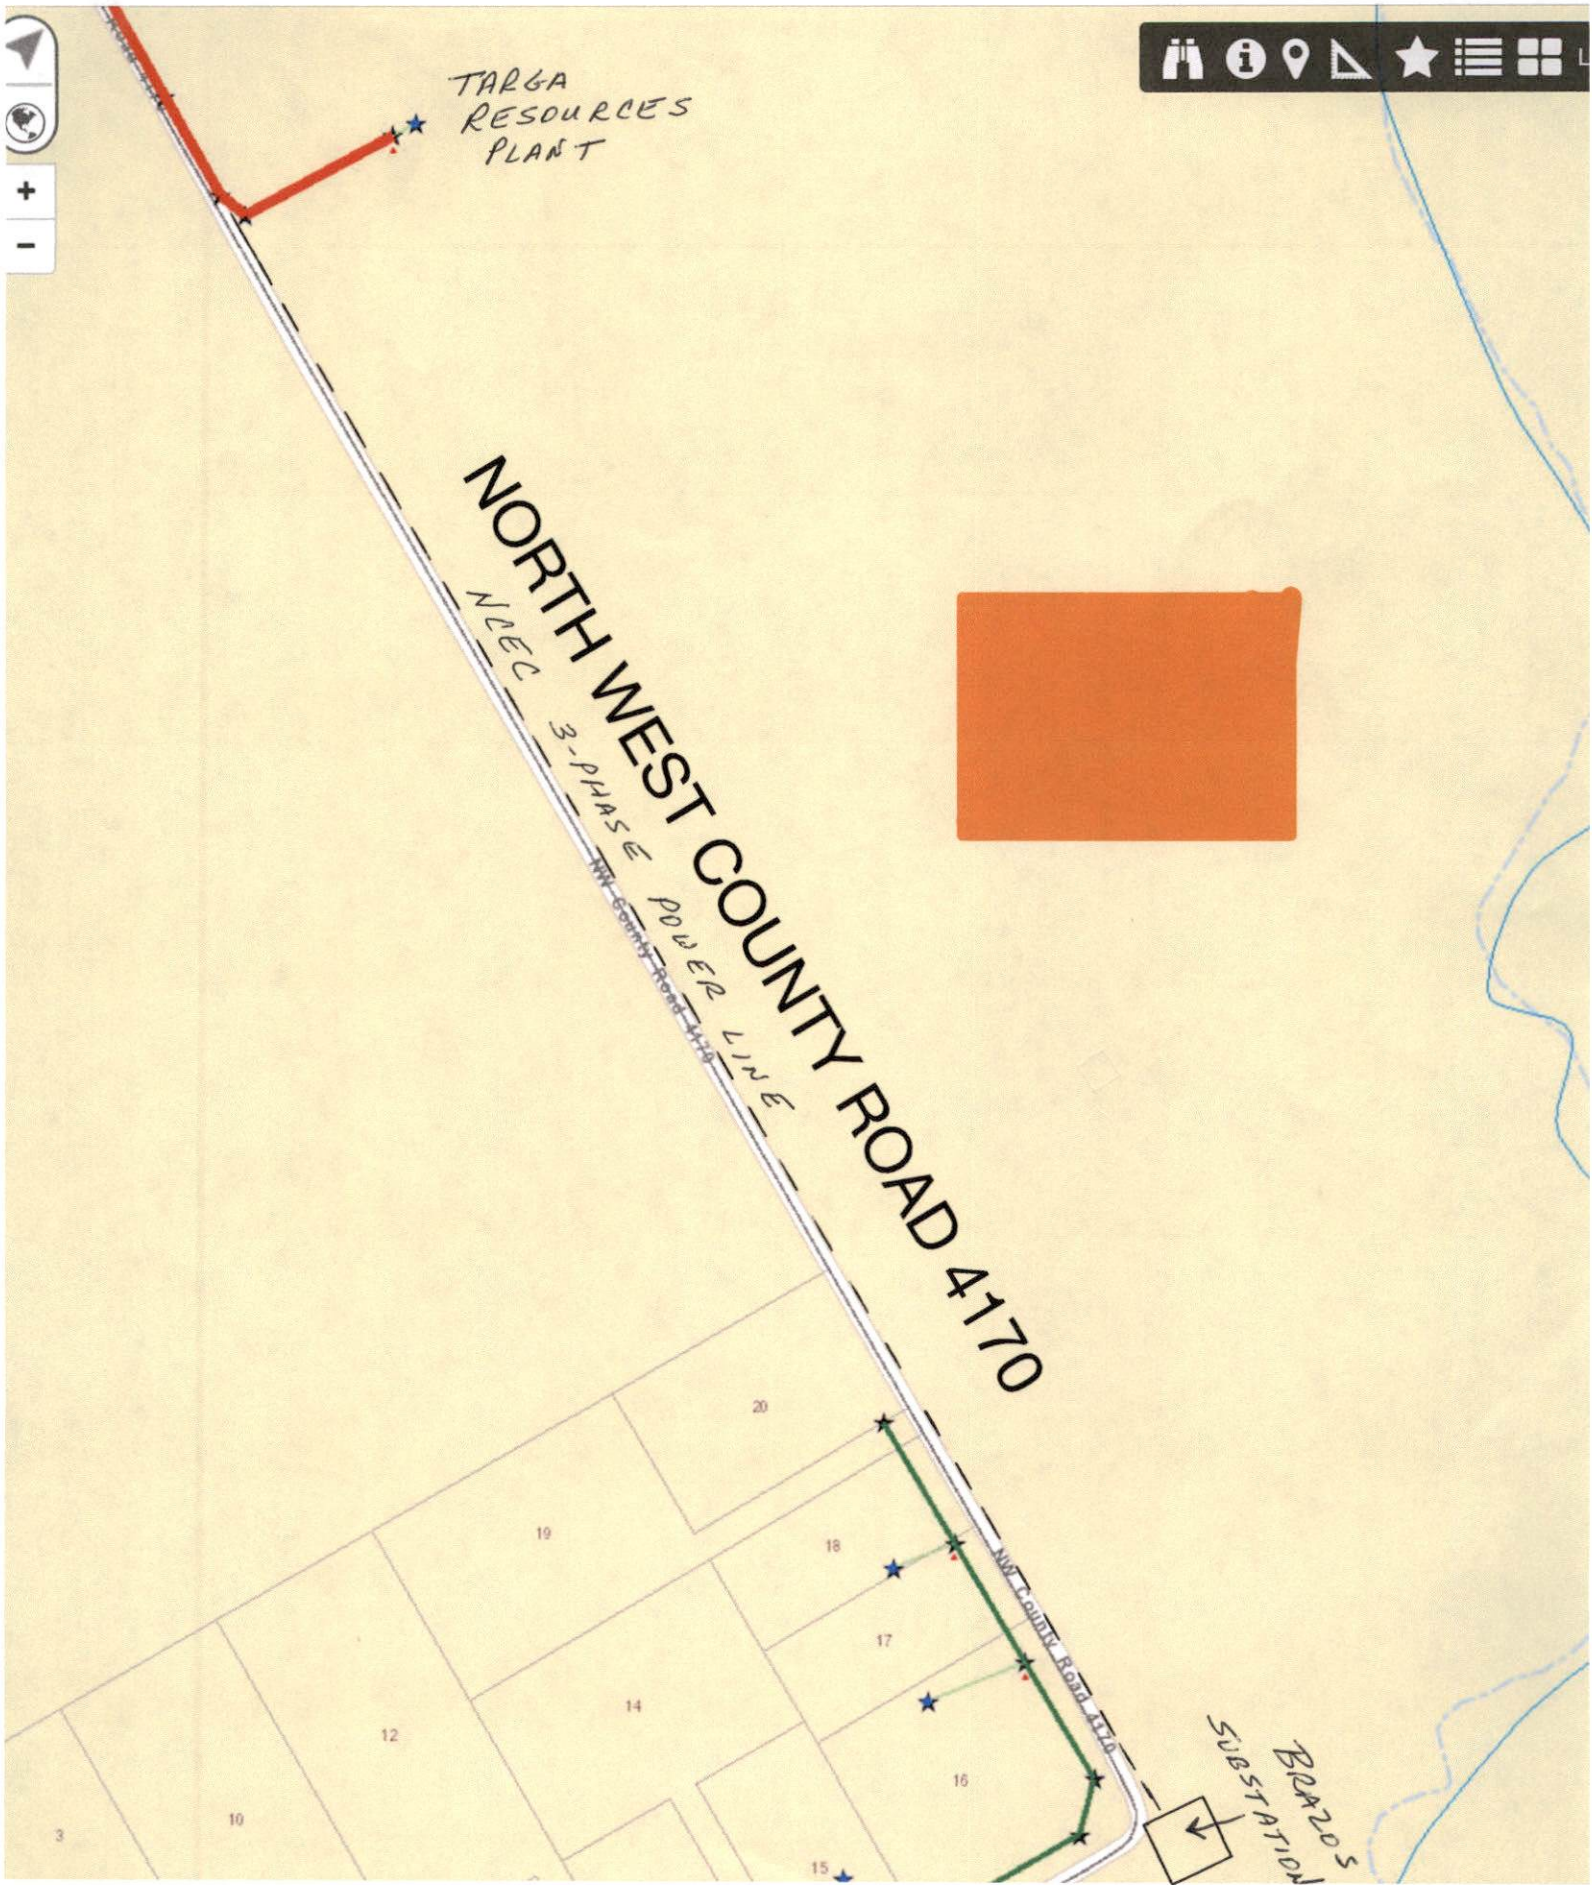 TARGA
RESOURCES
PLANT
NORTH WEST COUNTY ROAD 4170
NCEC 3-PHASE POWER LINE
NW County Road 4170
20
19
18
17
NW County Road 4170
14
12
16
10
3
15
BRAZOS
SUBSTATION